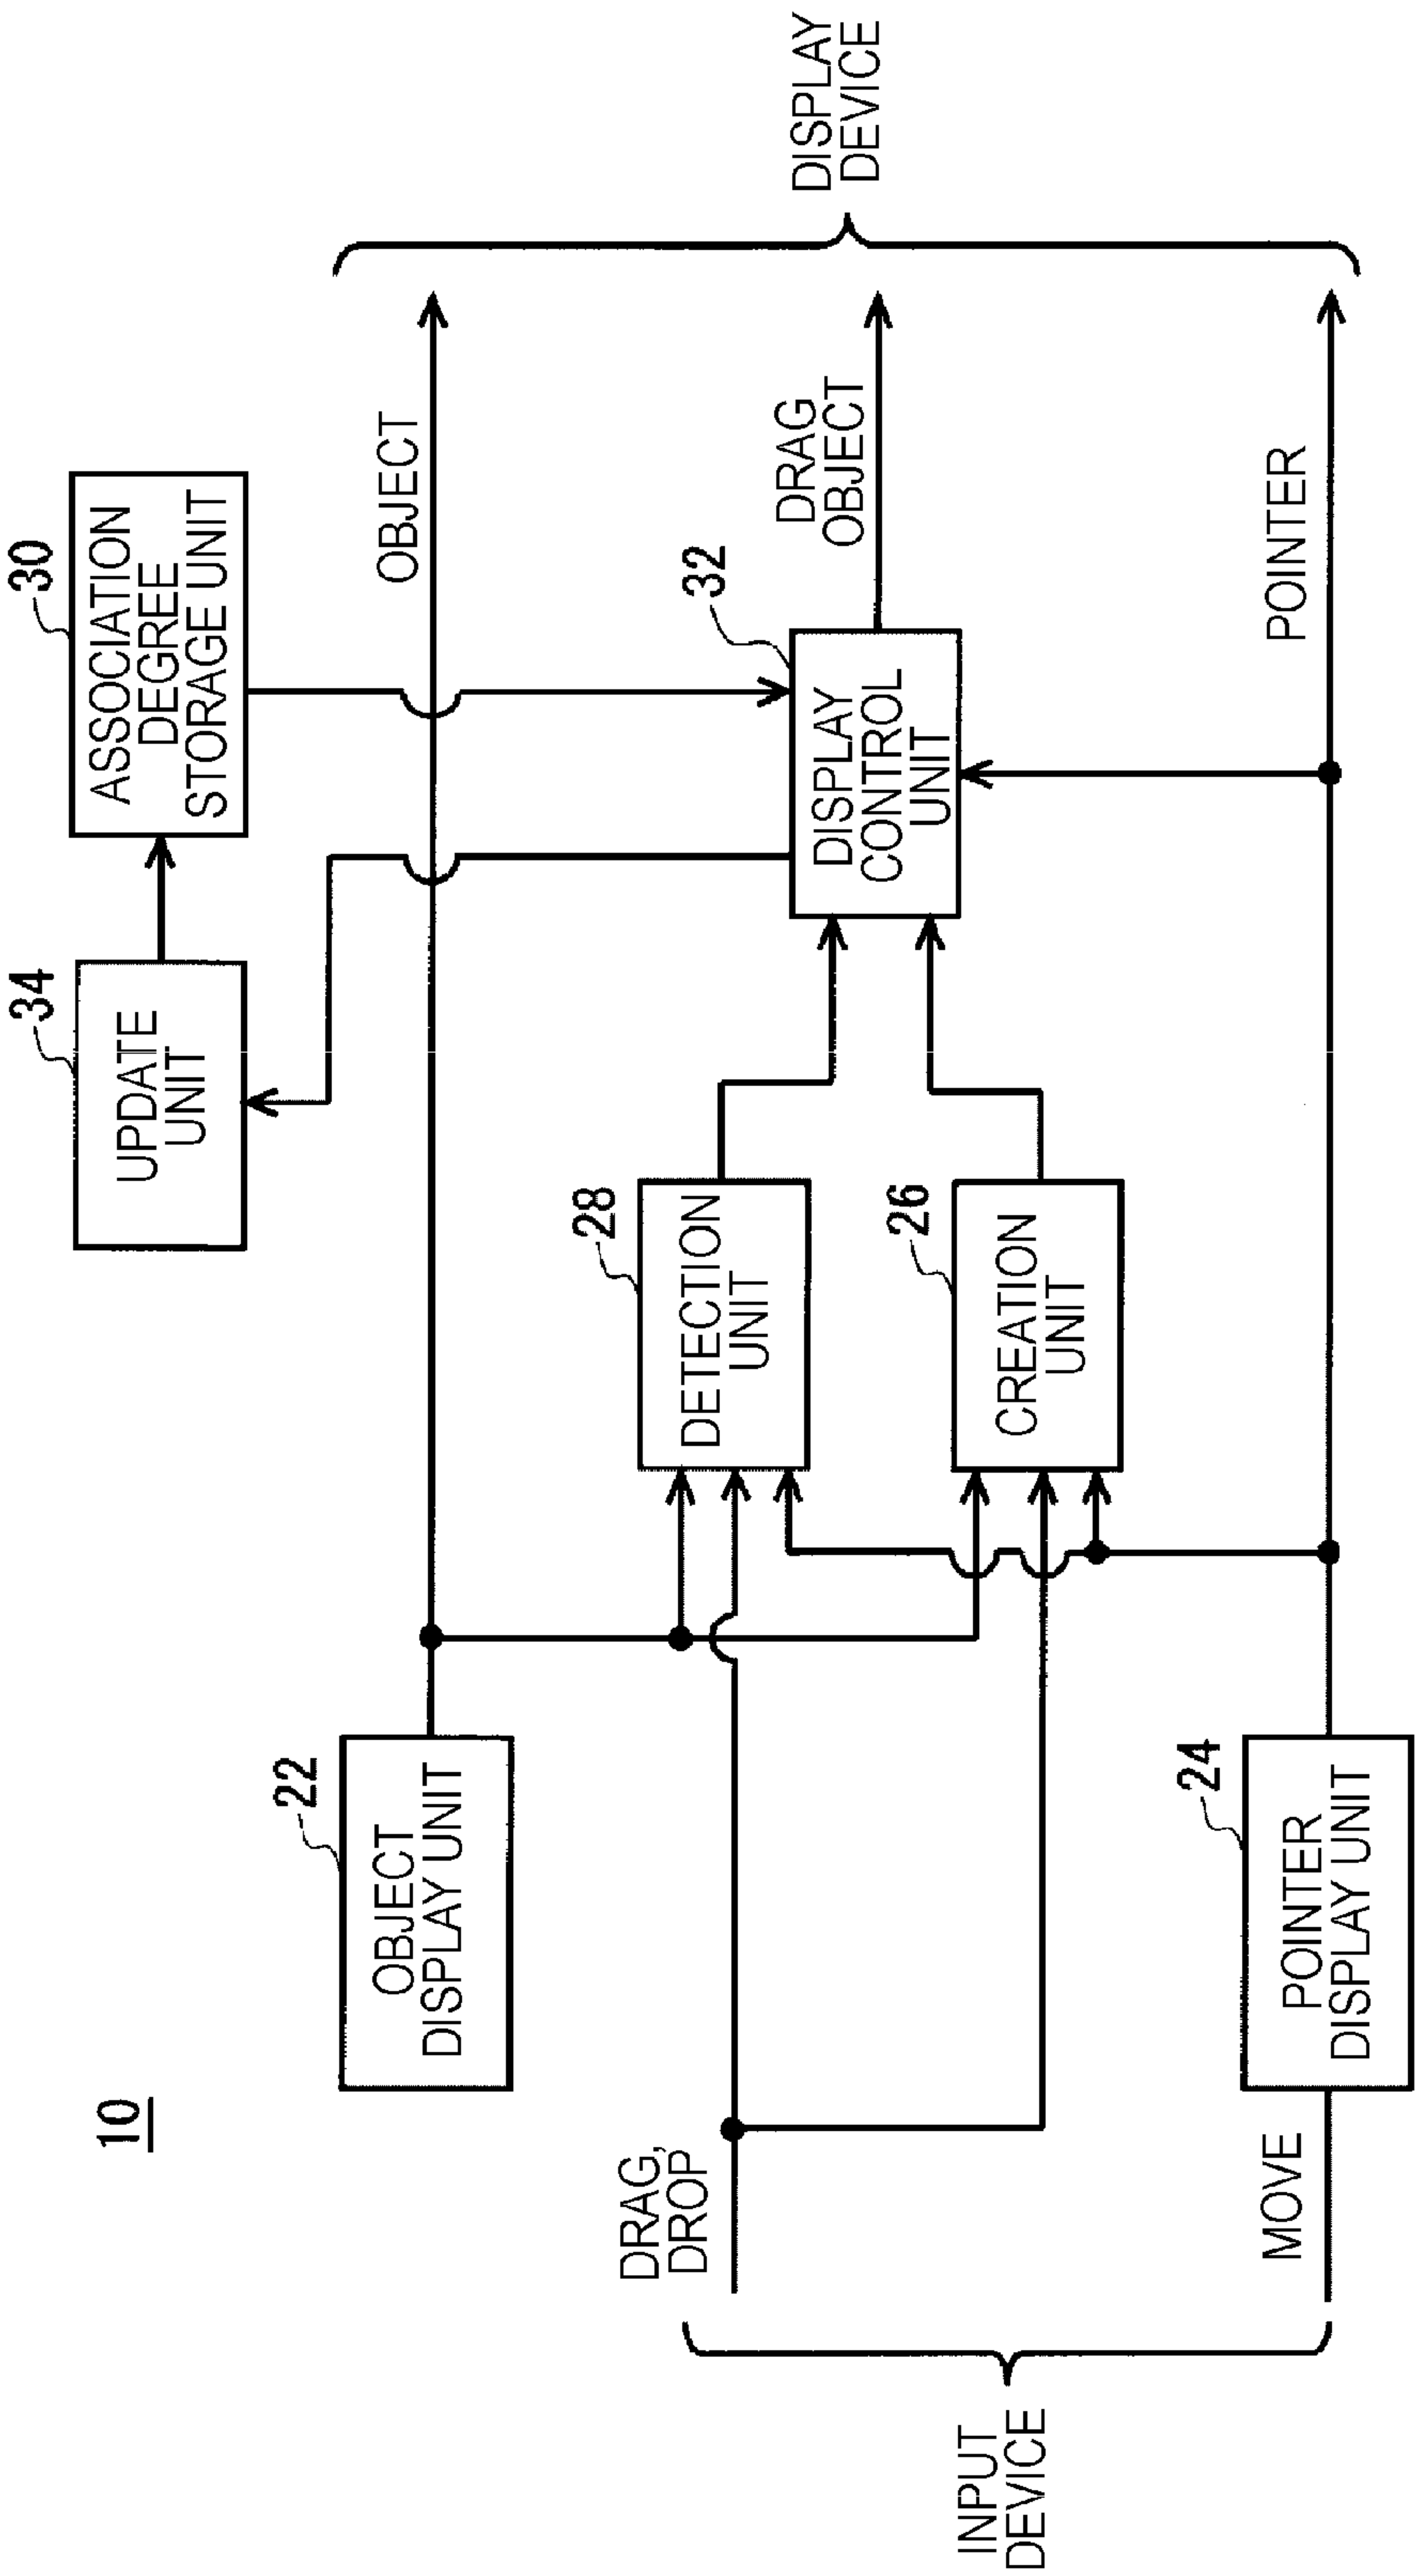 10
30
ASSOCIATION
DEGREE
STORAGE UNIT
34
UPDATE
UNIT
22
OBJECT
DISPLAY UNIT
OBJECT
28
DETECTION
UNIT
32
DISPLAY
CONTROL
UNIT
DRAG
OBJECT
DISPLAY
DEVICE
DRAG,
DROP
26
CREATION
UNIT
INPUT
DEVICE
MOVE
24
POINTER
DISPLAY UNIT
POINTER